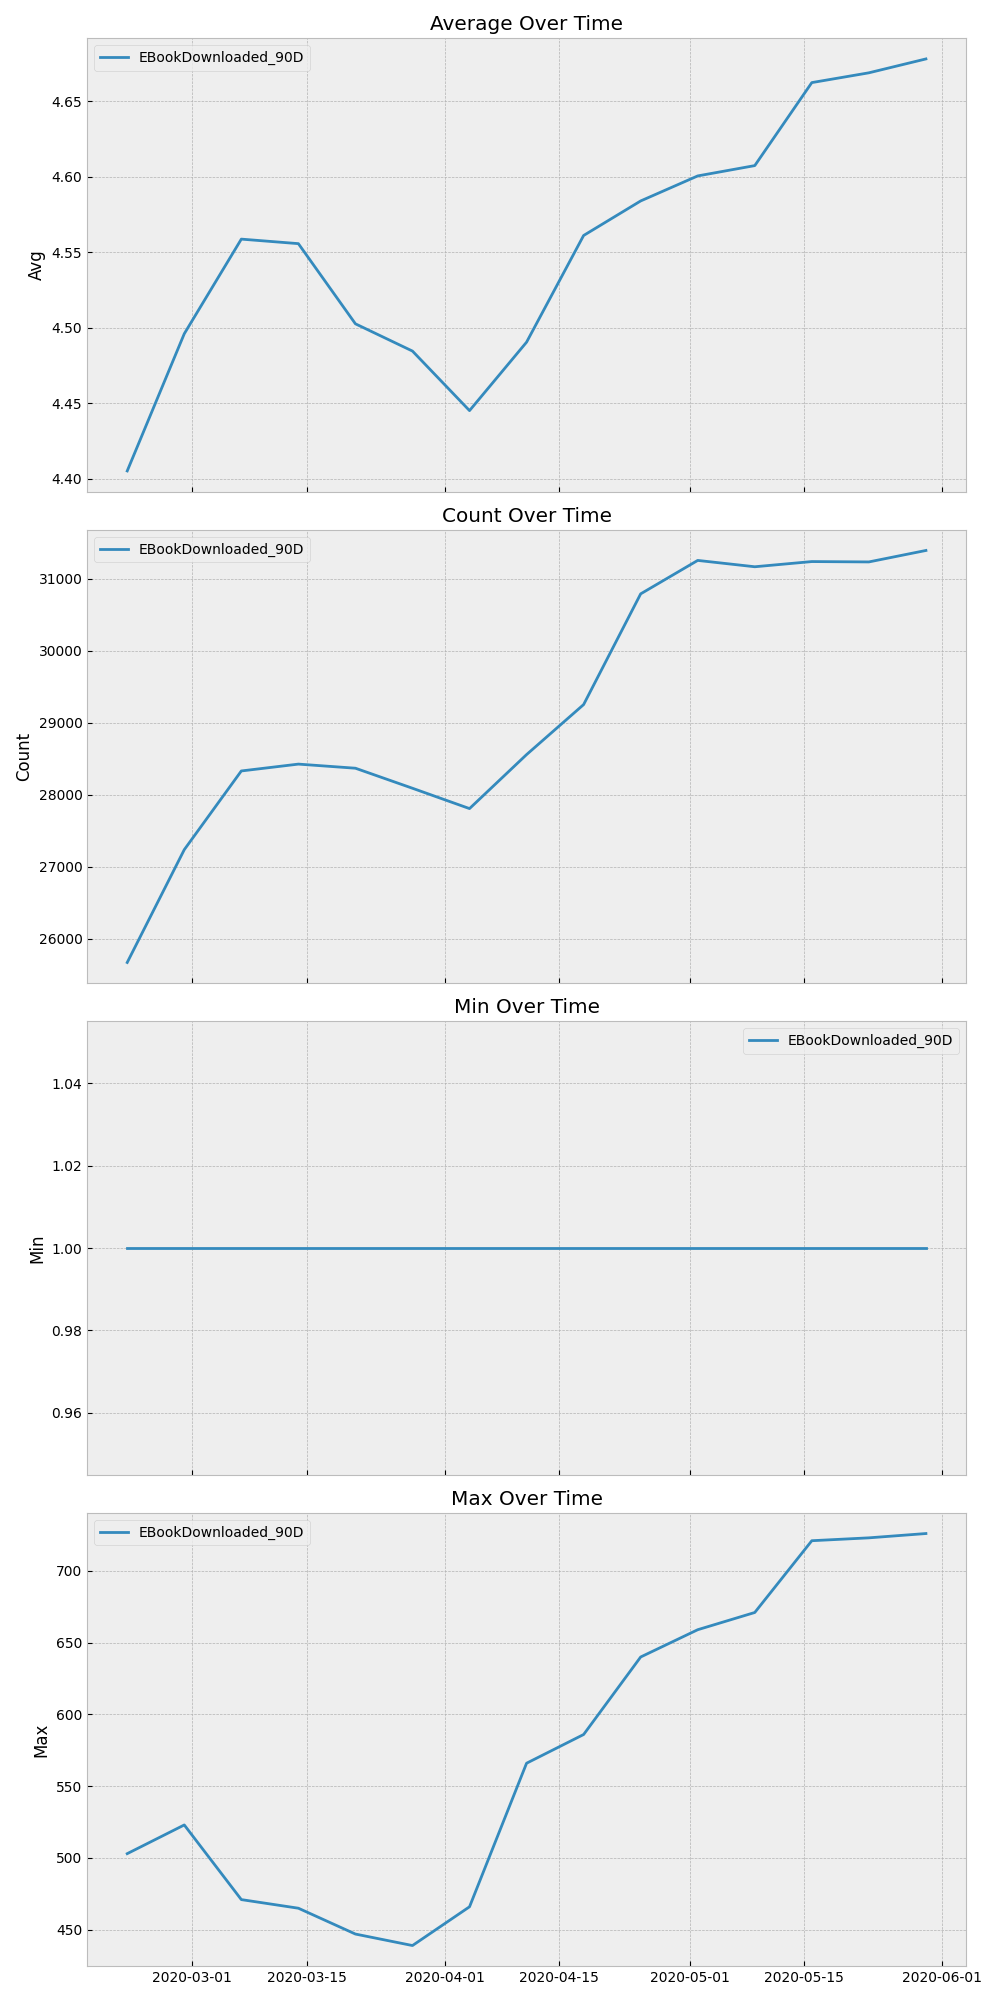 Average Over Time
EBookDownloaded_90D
4.65
4.60
4.55
4.50
4.45
4.40
Avg
Count Over Time
EBookDownloaded_90D
31000
30000
29000
28000
27000
26000
Count
Min Over Time
EBookDownloaded_90D
1.04
1.02
1.00
0.98
0.96
Min
Max Over Time
EBookDownloaded_90D
700
650
600
550
500
450
Max
2020-03-01 2020-03-15 2020-04-01 2020-04-15 2020-05-01 2020-05-15 2020-06-01